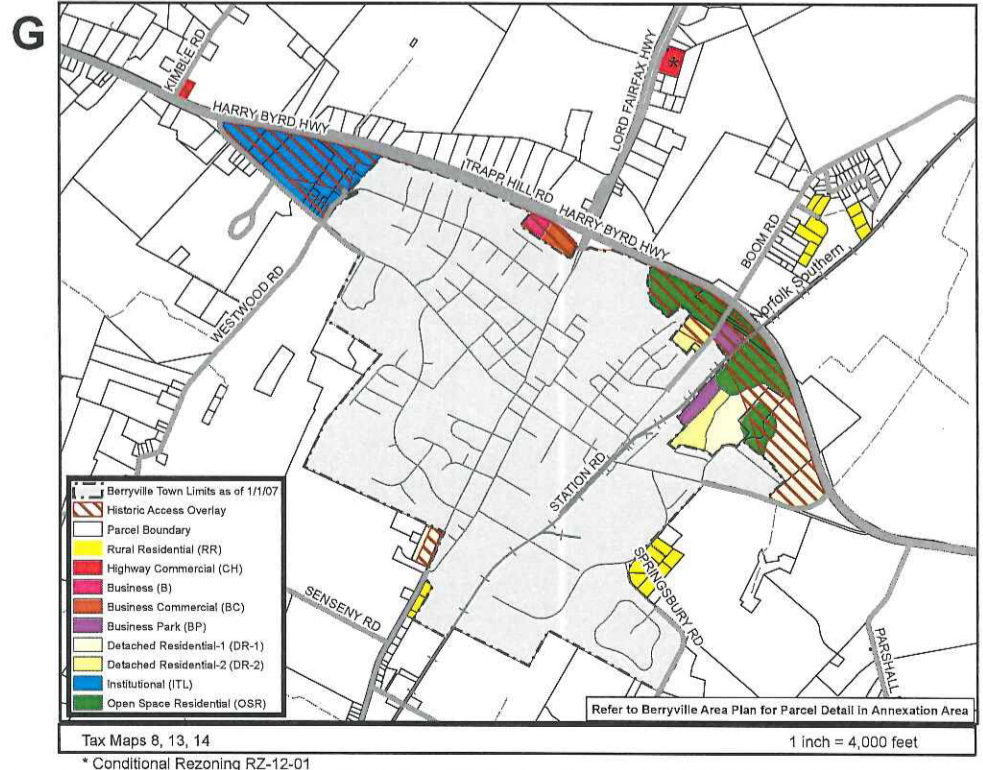 G
KIMBLE RD
HARRY BYRD HWY
LORD FAIRFAX HWY
*
TRAPP HILL RD
HARRY BYRD HWY
BOOM RD
Norfolk Southern
WESTWOOD RD
STATION RD
SPRINGSBURY RD
SENSENY RD
PARSHALL
Berryville Town Limits as of 1/1/07
Historic Access Overlay
Parcel Boundary
Rural Residential (RR)
Highway Commercial (CH)
Business (B)
Business Commercial (BC)
Business Park (BP)
Detached Residential-1 (DR-1)
Detached Residential-2 (DR-2)
Institutional (ITL)
Open Space Residential (OSR)
Refer to Berryville Area Plan for Parcel Detail in Annexation Area
Tax Maps 8, 13, 14
1 inch = 4,000 feet
* Conditional Rezoning RZ-12-01